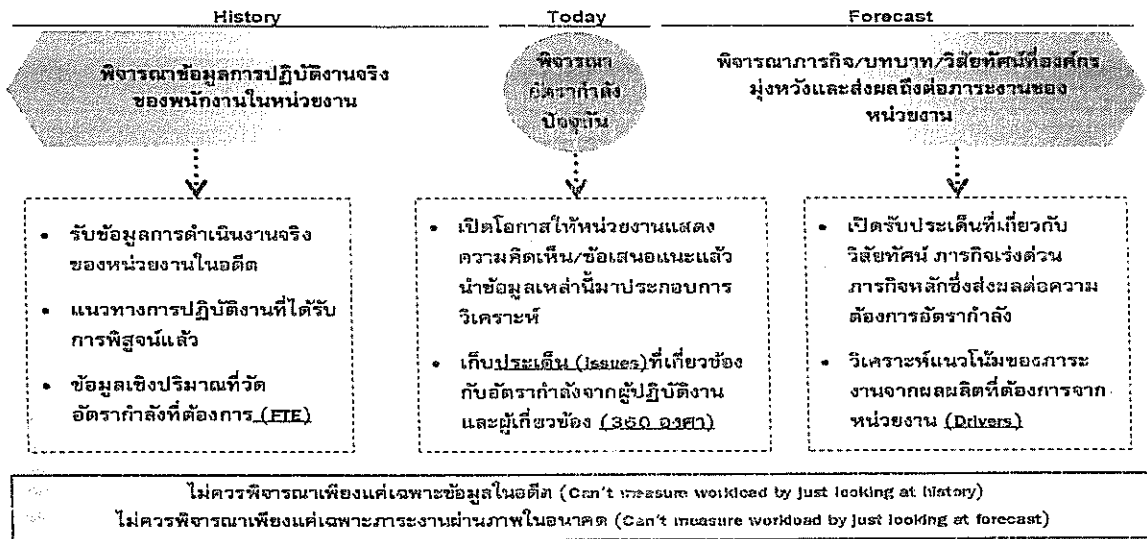 History
Today
Forecast
พิจารณาข้อมูลการปฏิบัติงานจริง
ของพนักงานในหน่วยงาน
พิจารณา
อัตรากำลัง
ปัจจุบัน
พิจารณาภารกิจ/บทบาท/วิสัยทัศน์ที่องค์กร
มุ่งหวังและส่งผลถึงต่อภาระงานของ
หน่วยงาน
• รับข้อมูลการดำเนินงานจริง
ของหน่วยงานในอดีต
• แนวทางการปฏิบัติงานที่ได้รับ
การพิสูจน์แล้ว
• ข้อมูลเชิงปริมาณที่วัด
อัตรากำลังที่ต้องการ (FTE)
• เปิดโอกาสให้หน่วยงานแสดง
ความคิดเห็น/ข้อเสนอแนะแล้ว
นำข้อมูลเหล่านี้มาประกอบการ
วิเคราะห์
• เก็บประเด็น (issues)ที่เกี่ยวข้อง
กับอัตรากำลังจากผู้ปฏิบัติงาน
และผู้เกี่ยวข้อง (360 องศา)
• เปิดรับประเด็นที่เกี่ยวกับ
วิสัยทัศน์ ภารกิจเร่งด่วน
ภารกิจหลักซึ่งส่งผลต่อความ
ต้องการอัตรากำลัง
• วิเคราะห์แนวโน้มของภาระ
งานจากผลผลิตที่ต้องการจาก
หน่วยงาน (Drivers)
ไม่ควรพิจารณาเพียงแค่เฉพาะข้อมูลในอดีต (Can't measure workload by just looking at history)
ไม่ควรพิจารณาเพียงแค่เฉพาะภาระงานผ่านภาพในอนาคต (Can't measure workload by just looking at forecast)